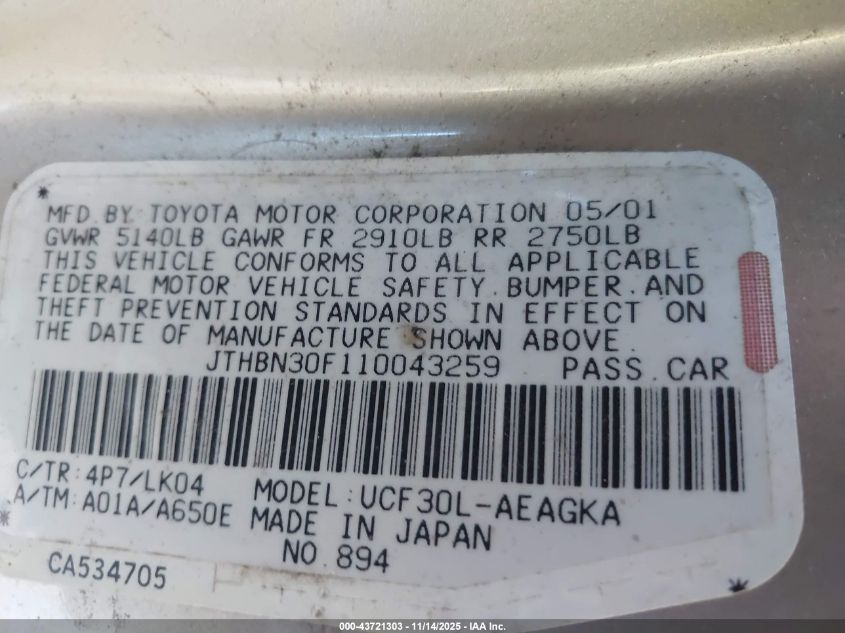 MFD. BY TOYOTA MOTOR CORPORATION 05/01
GVWR 5140LB GAWR FR 2910LB RR 2750LB
THIS VEHICLE CONFORMS TO ALL APPLICABLE
FEDERAL MOTOR VEHICLE SAFETY. BUMPER. AND
THEFT PREVENTION STANDARDS IN EFFECT ON
THE DATE OF MANUFACTURE SHOWN ABOVE.
JTHBN30F110043259 PASS. CAR
C/TR: 4P7/LK04 MODEL: UCF30L-AEAGKA
A/TM: A01A/A650E MADE IN JAPAN
NO. 894
CA534705
000-43721303 - 11/14/2025 - IAA Inc.